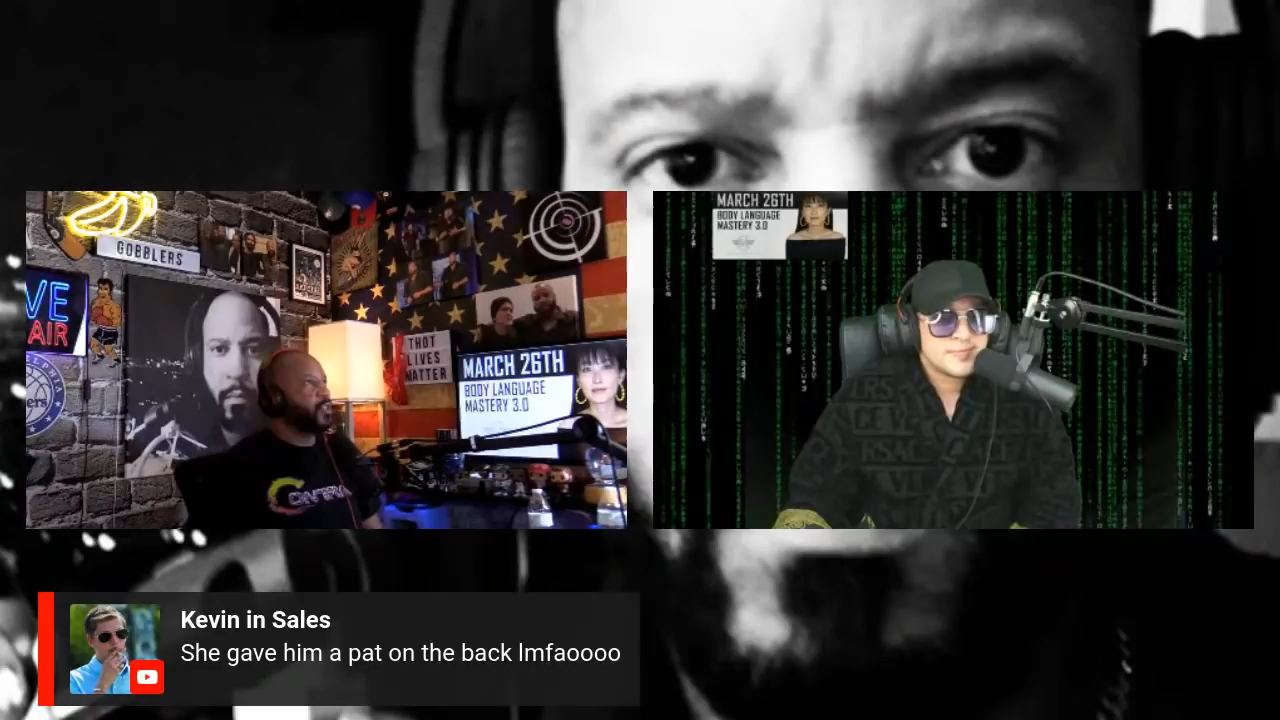 GOBBLERS
VE
AIR
THOT
LIVES
MATTER
MARCH 26TH
BODY LANGUAGE
MASTERY 3.0
MARCH 26TH
BODY LANGUAGE
MASTERY 3.0
Kevin in Sales
She gave him a pat on the back lmfaoooo